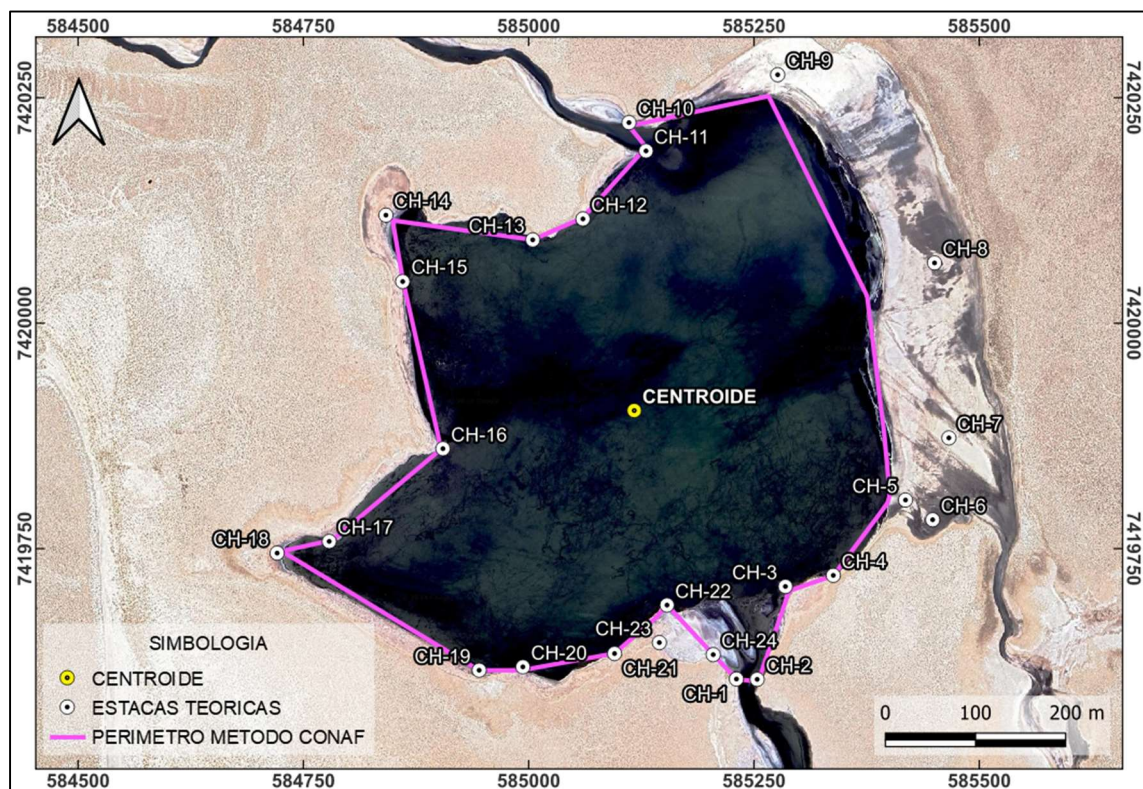 584500 584750 585000 585250 585500
7420250
7420000
7419750
7420250
7420000
7419750
CH-9
CH-10
CH-11
CH-14
CH-12
CH-13
CH-8
CH-15
CENTROIDE
CH-16
CH-7
CH-5
CH-6
CH-17
CH-18
CH-4
CH-3
CH-22
CH-23
CH-24
CH-20
CH-19
CH-21
CH-2
CH-1
SIMBOLOGIA
CENTROIDE
ESTACAS TEORICAS
PERIMETRO METODO CONAF
0 100 200 m
584500 584750 585000 585250 585500